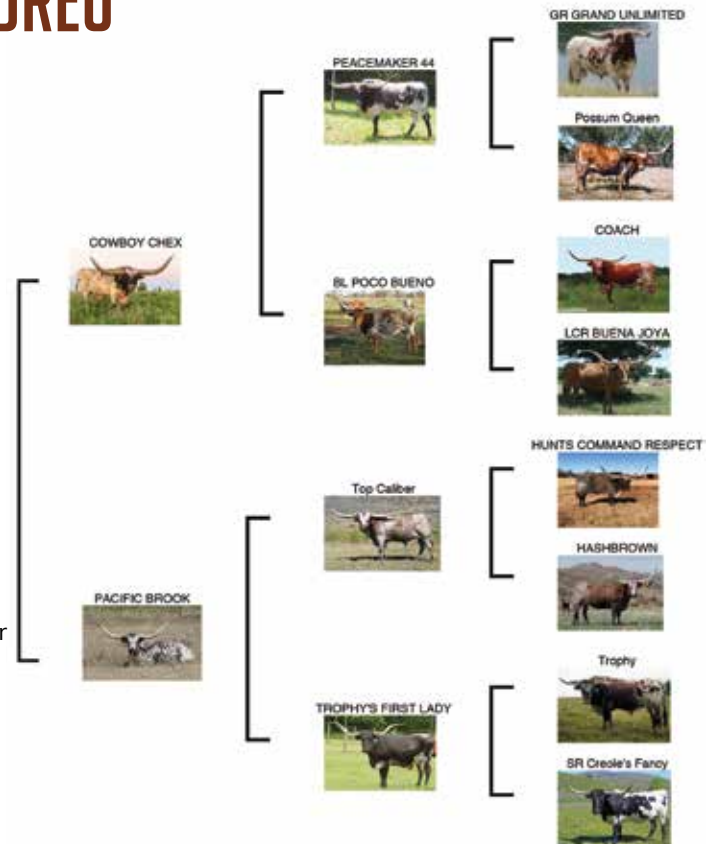 GR GRAND UNLIMITED
PEACEMAKER 44
Possum Queen
COWBOY CHEX
COACH
BL POCO BUENO
LCR BUENA JOYA
HUNTS COMMAND RESPECT
Top Caliber
HASHBROWN
PACIFIC BROOK
Trophy
TROPHY'S FIRST LADY
SR Creole's Fancy